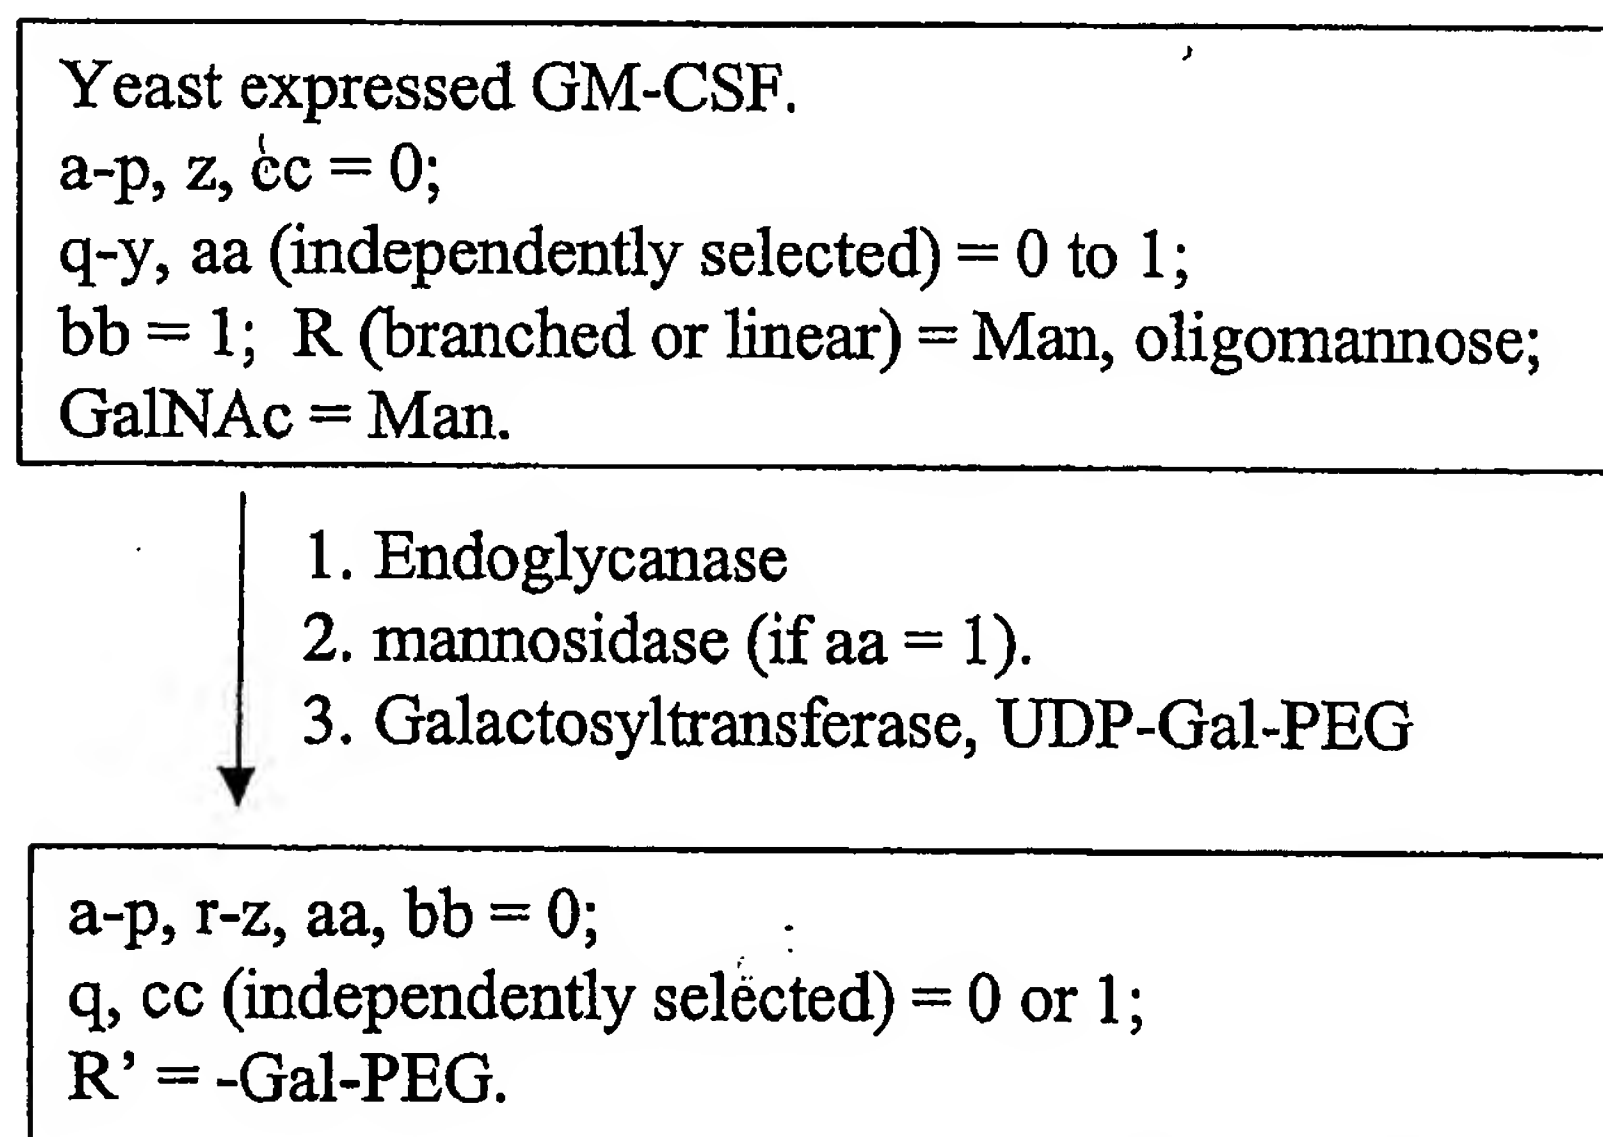 Yeast expressed GM-CSF.
a-p, z, cc = 0;
q-y, aa (independently selected) = 0 to 1;
bb = 1; R (branched or linear) = Man, oligomannose;
GalNAc = Man.
1. Endoglycanase
2. mannosidase (if aa = 1).
3. Galactosyltransferase, UDP-Gal-PEG
a-p, r-z, aa, bb = 0;
q, cc (independently selected) = 0 or 1;
R’ = -Gal-PEG.